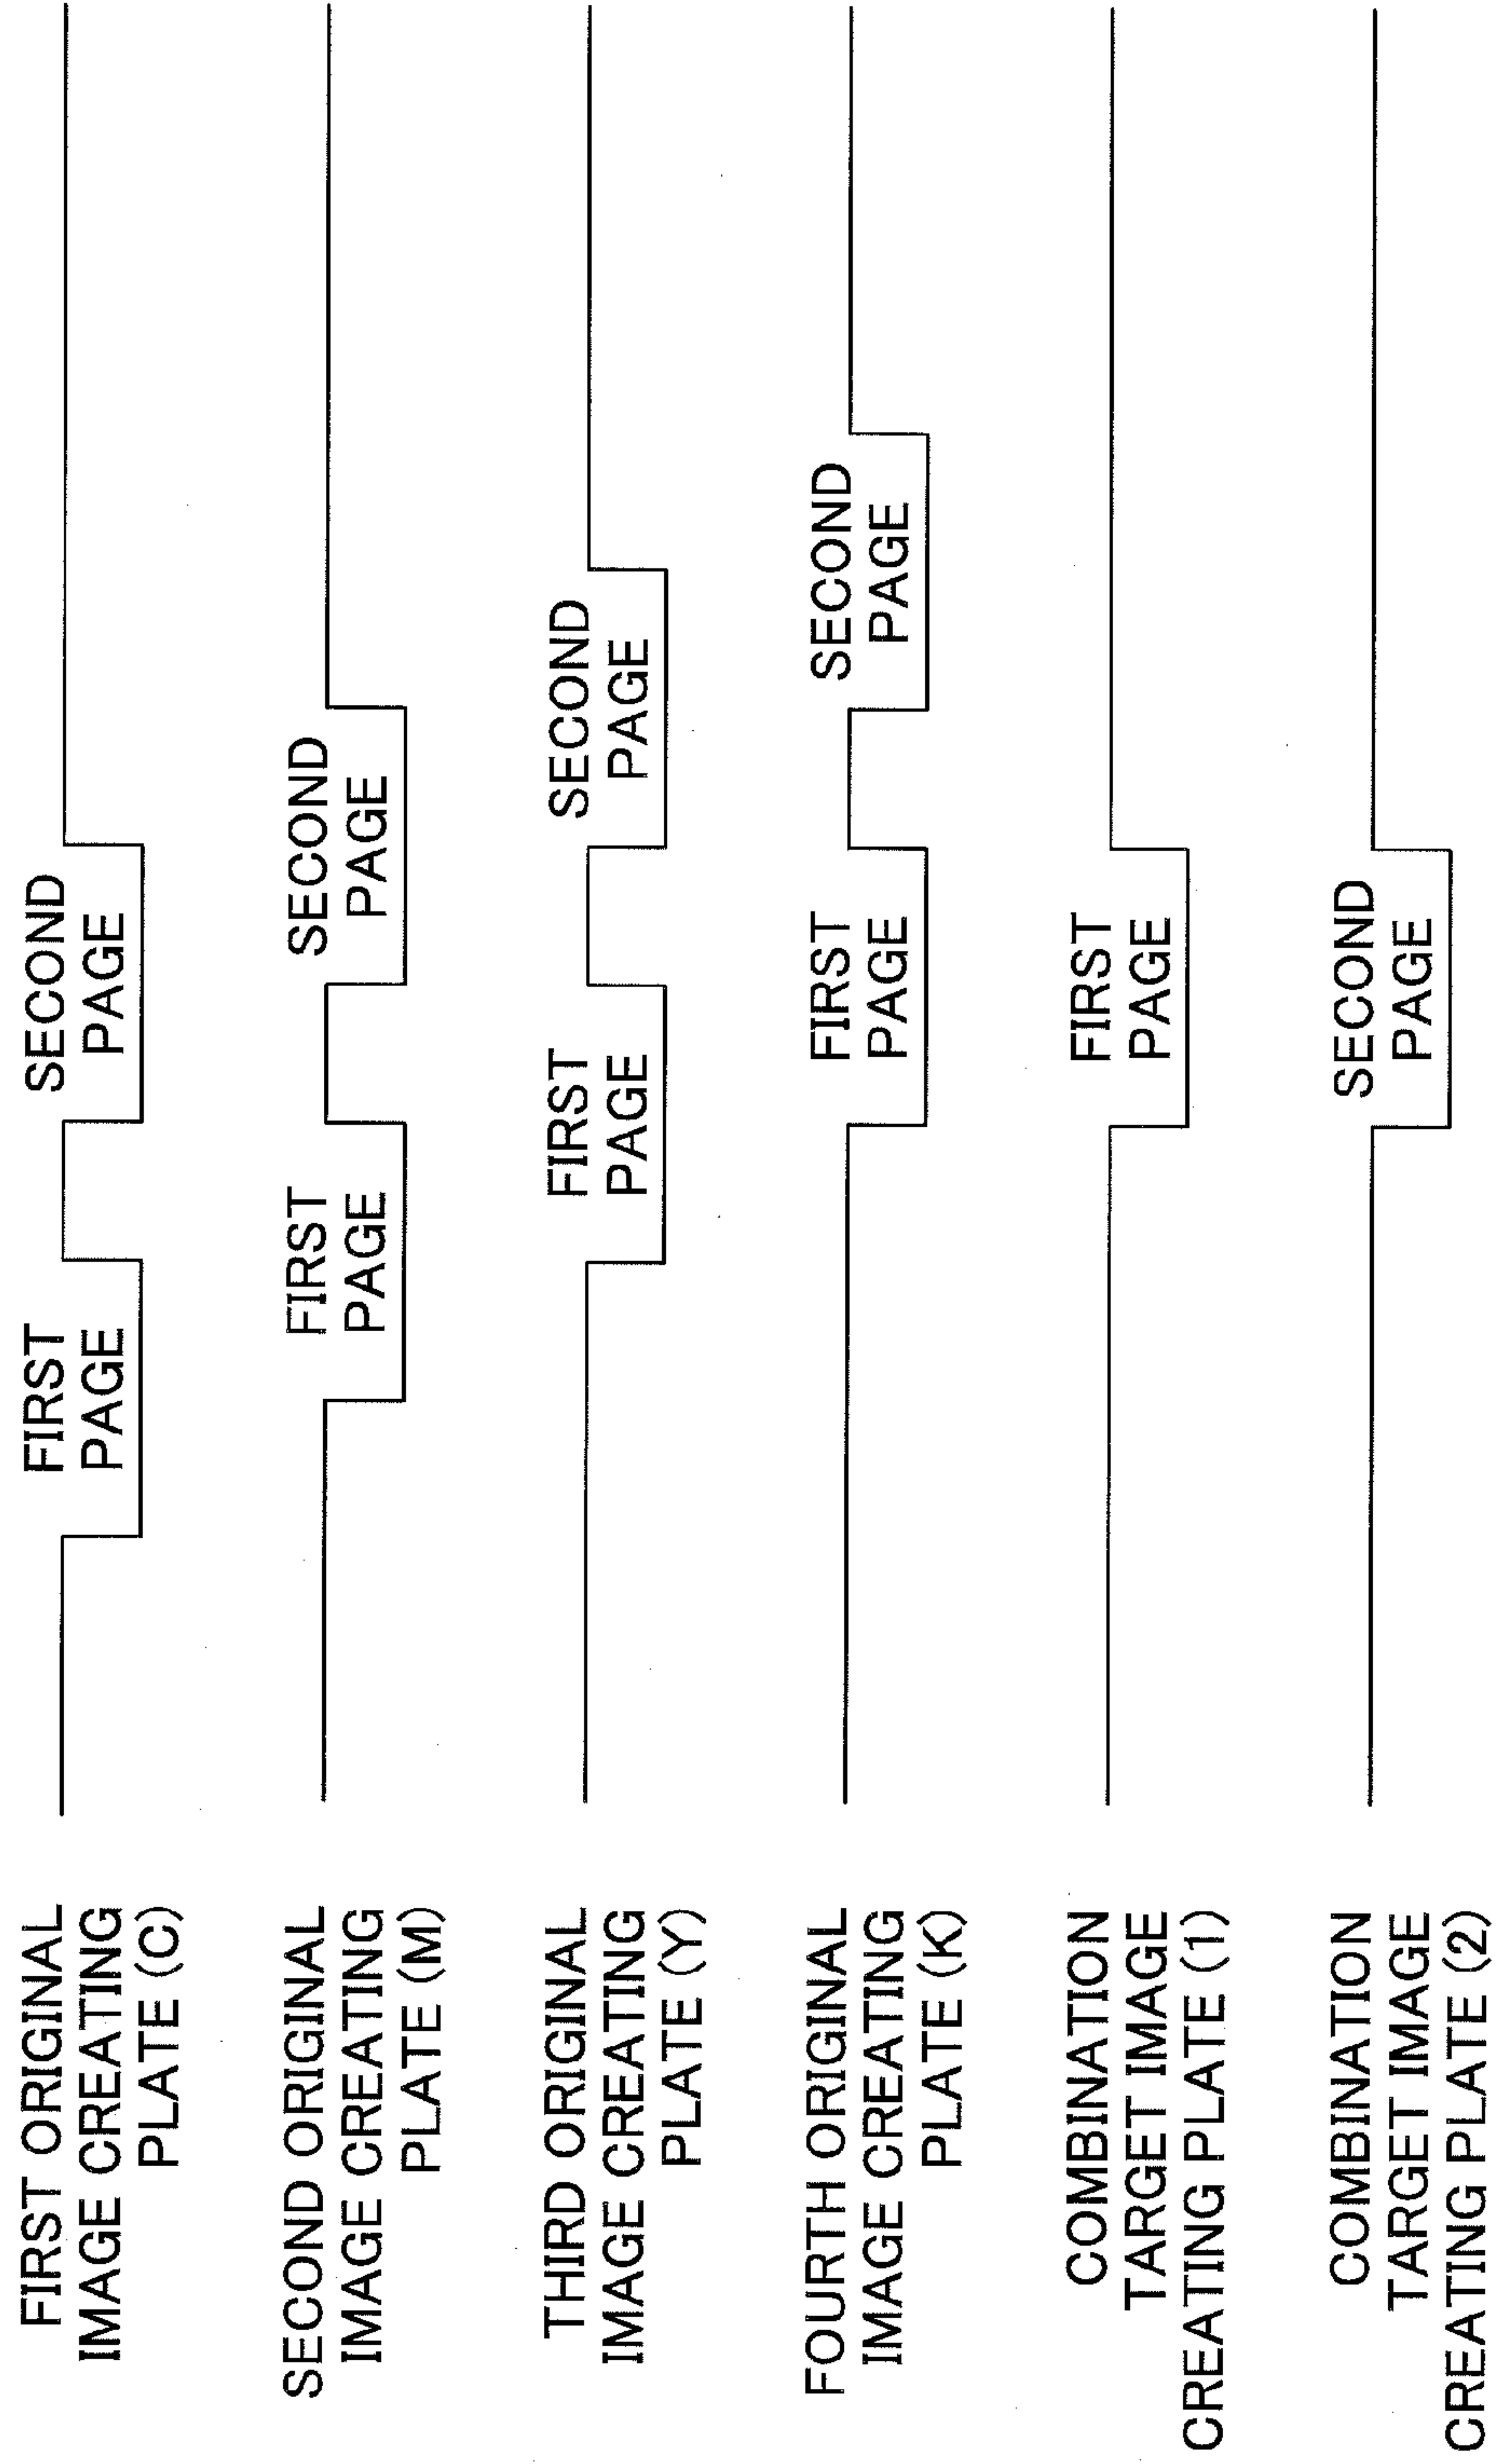 FIRST ORIGINAL
IMAGE CREATING
PLATE (C)
FIRST
PAGE
SECOND
PAGE
SECOND ORIGINAL
IMAGE CREATING
PLATE (M)
FIRST
PAGE
SECOND
PAGE
THIRD ORIGINAL
IMAGE CREATING
PLATE (Y)
FIRST
PAGE
SECOND
PAGE
FOURTH ORIGINAL
IMAGE CREATING
PLATE (K)
FIRST
PAGE
SECOND
PAGE
COMBINATION
TARGET IMAGE
CREATING PLATE (1)
FIRST
PAGE
COMBINATION
TARGET IMAGE
CREATING PLATE (2)
SECOND
PAGE